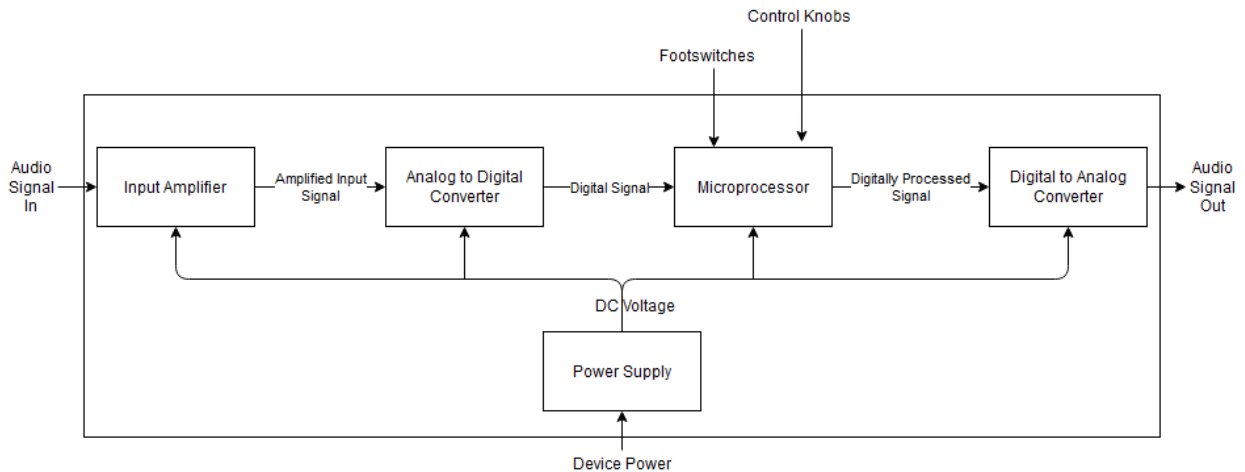 Control Knobs
Footswitches
Audio
Signal
In
Input Amplifier
Amplified Input
Signal
Analog to Digital
Converter
Digital Signal
Microprocessor
Digitally Processed
Signal
Digital to Analog
Converter
Audio
Signal
Out
DC Voltage
Power Supply
Device Power